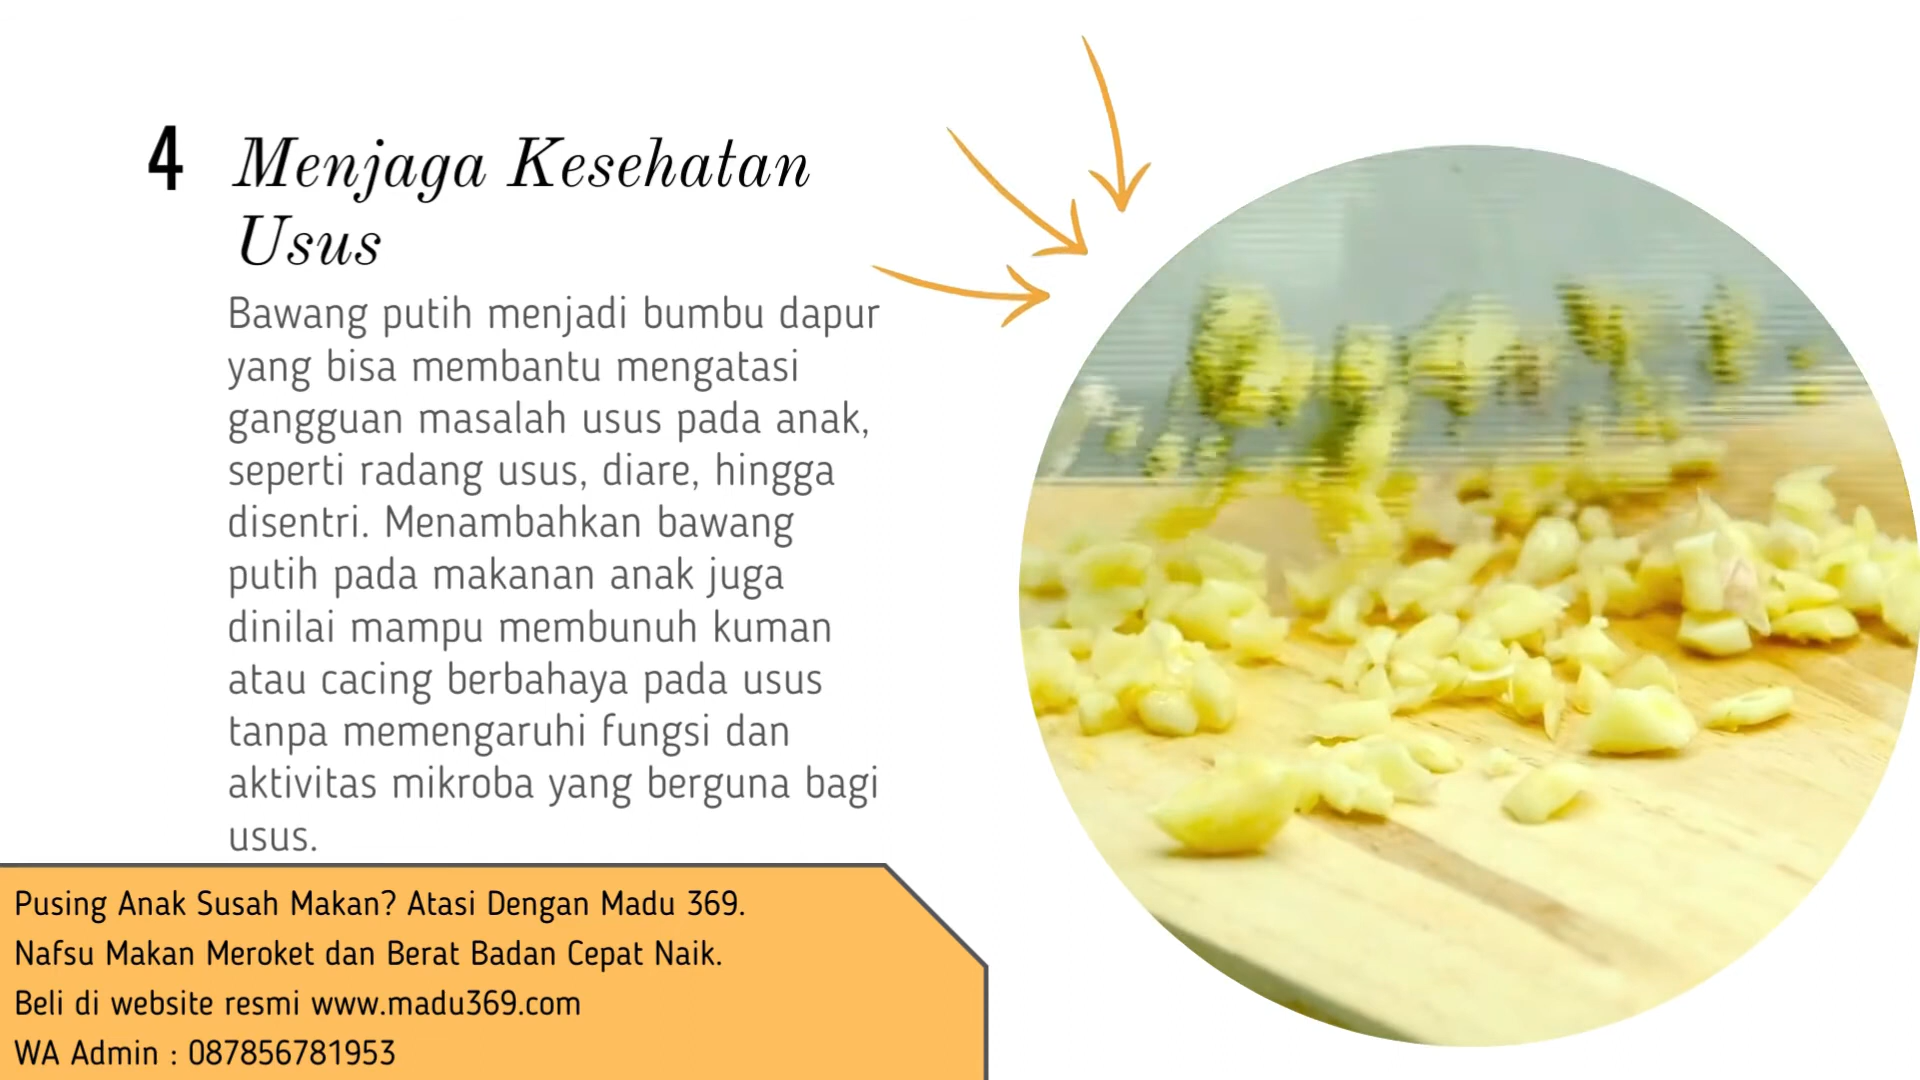 4 Menjaga Kesehatan
Usus
Bawang putih menjadi bumbu dapur
yang bisa membantu mengatasi
gangguan masalah usus pada anak,
seperti radang usus, diare, hingga
disentri. Menambahkan bawang
putih pada makanan anak juga
dinilai mampu membunuh kuman
atau cacing berbahaya pada usus
tanpa memengaruhi fungsi dan
aktivitas mikroba yang berguna bagi
usus.
Pusing Anak Susah Makan? Atasi Dengan Madu 369.
Nafsu Makan Meroket dan Berat Badan Cepat Naik.
Beli di website resmi www.madu369.com
WA Admin : 087856781953